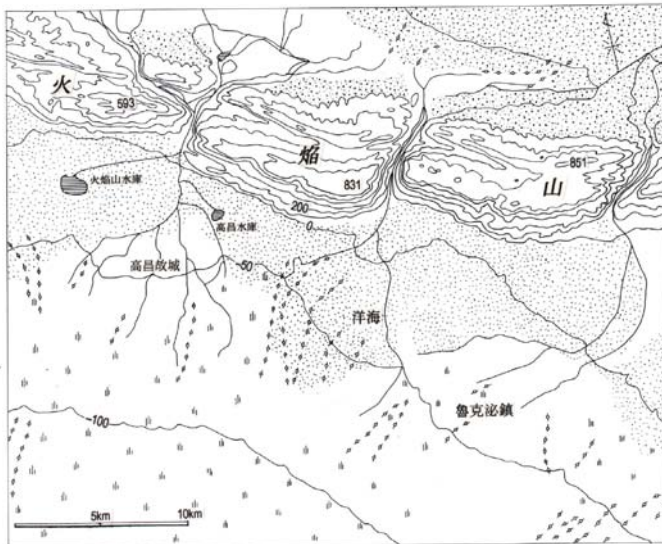 火
593
焰
831
山
851
火焰山水庫
高昌水庫
200
0
高昌故城
-50
洋海
魯克泌鎮
-100
5km
10km